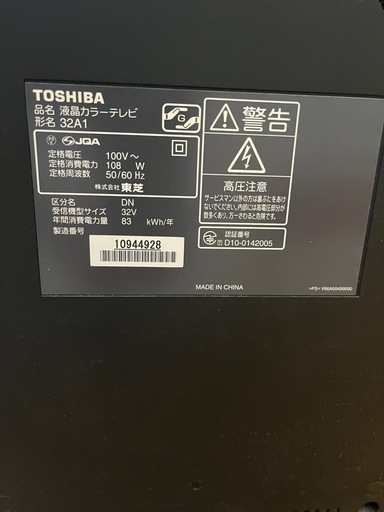 TOSHIBA
品名 液晶カラーテレビ
形名 32A1
G
JQA
定格電圧 100V～
定格消費電力 108 W
定格周波数 50/60 Hz
株式会社 東芝
区分名 DN
受信機型サイズ 32V
年間消費電力量 83 kWh/年
製造番号
10944928
警告
高圧注意
サービスマン以外の方は裏ぶたをあけ
ないでください。内部には高電圧部分が
数多くあり、万一さわると危険です。
認証番号
D10-0142005
MADE IN CHINA
>PS< V66A00499000